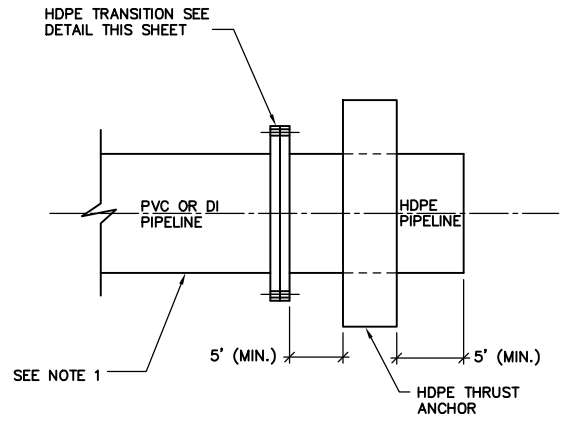 HDPE TRANSITION SEE
DETAIL THIS SHEET
PVC OR DI
PIPELINE
HDPE
PIPELINE
5' (MIN.)
5' (MIN.)
SEE NOTE 1
HDPE THRUST
ANCHOR